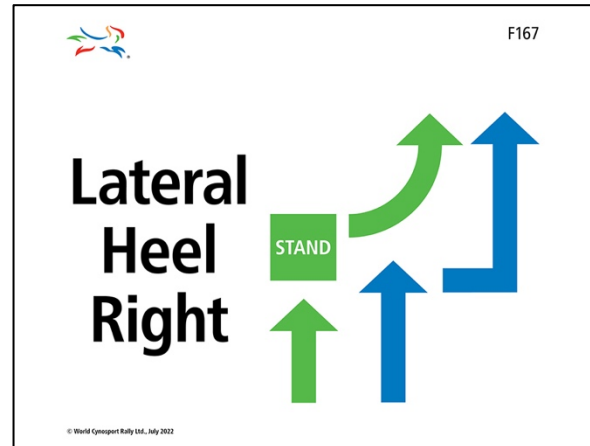 F167
Lateral
Heel
Right
STAND
© World Cynosport Rally Ltd., July 2022